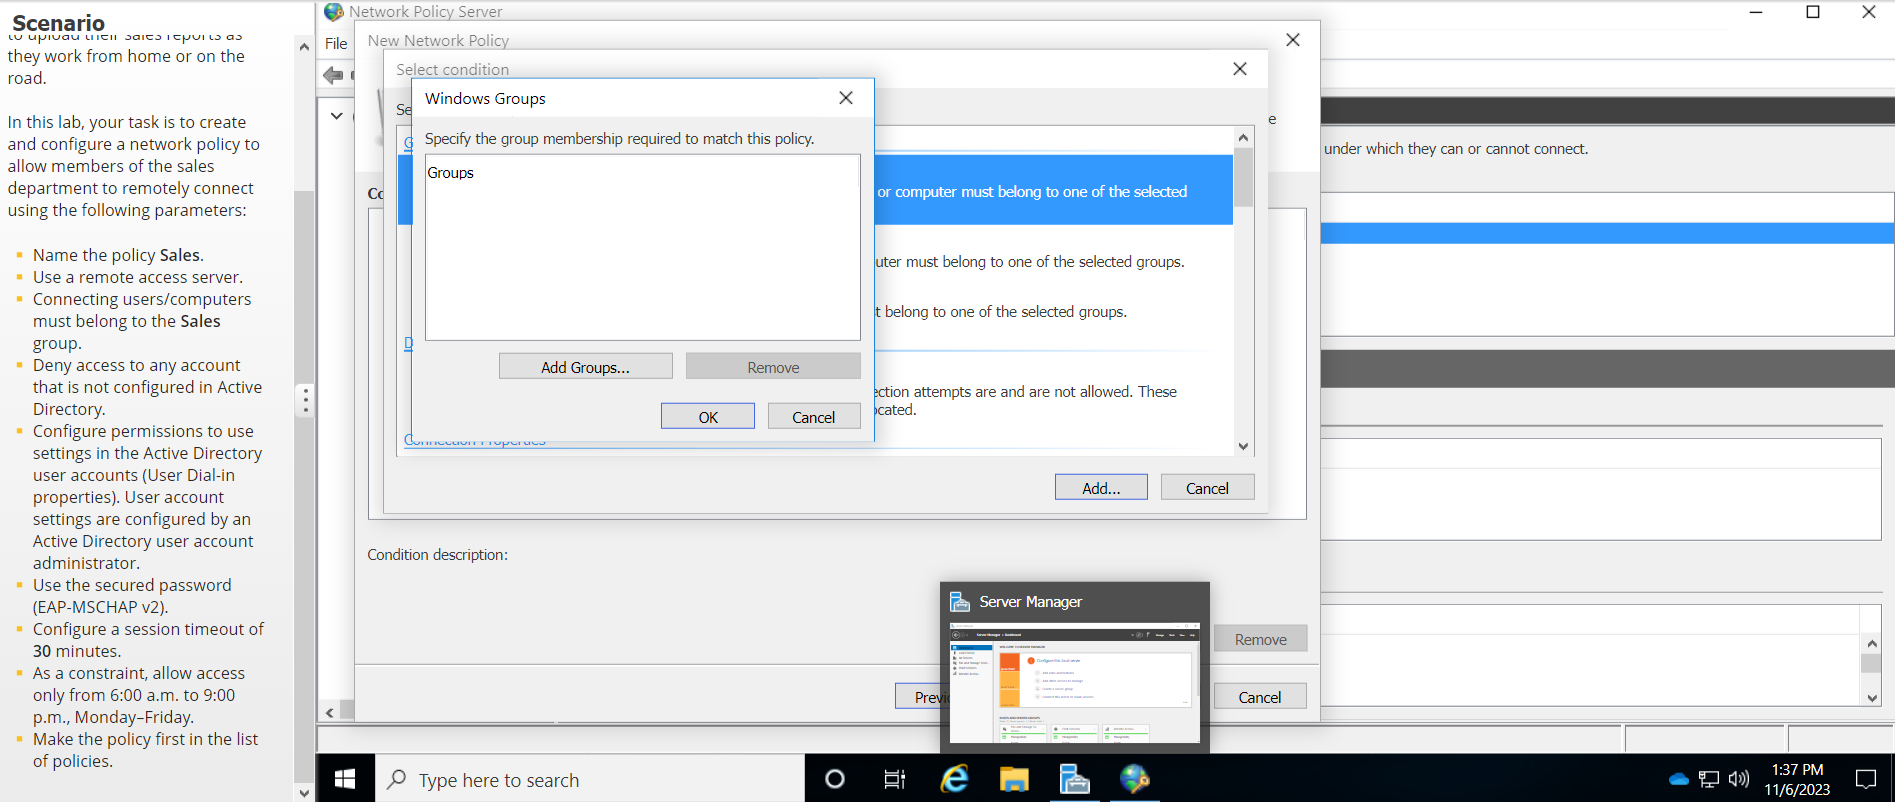 Scenario
to upload their sales reports as
they work from home or on the
road.
In this lab, your task is to create
and configure a network policy to
allow members of the sales
department to remotely connect
using the following parameters:
Name the policy Sales.
Use a remote access server.
Connecting users/computers
must belong to the Sales
group.
Deny access to any account
that is not configured in Active
Directory.
Configure permissions to use
settings in the Active Directory
user accounts (User Dial-in
properties). User account
settings are configured by an
Active Directory user account
administrator.
Use the secured password
(EAP-MSCHAP v2).
Configure a session timeout of
30 minutes.
As a constraint, allow access
only from 6:00 a.m. to 9:00
p.m., Monday–Friday.
Make the policy first in the list
of policies.
Network Policy Server
File
New Network Policy
Select condition
Se
Windows Groups
Specify the group membership required to match this policy.
Groups
Add Groups...
Remove
OK
Cancel
G
or computer must belong to one of the selected
uter must belong to one of the selected groups.
t belong to one of the selected groups.
D
ection attempts are and are not allowed. These
ocated.
Connection Properties
Add...
Cancel
Co
e
under which they can or cannot connect.
Condition description:
Remove
Previ
Cancel
Server Manager
Type here to search
1:37 PM
11/6/2023